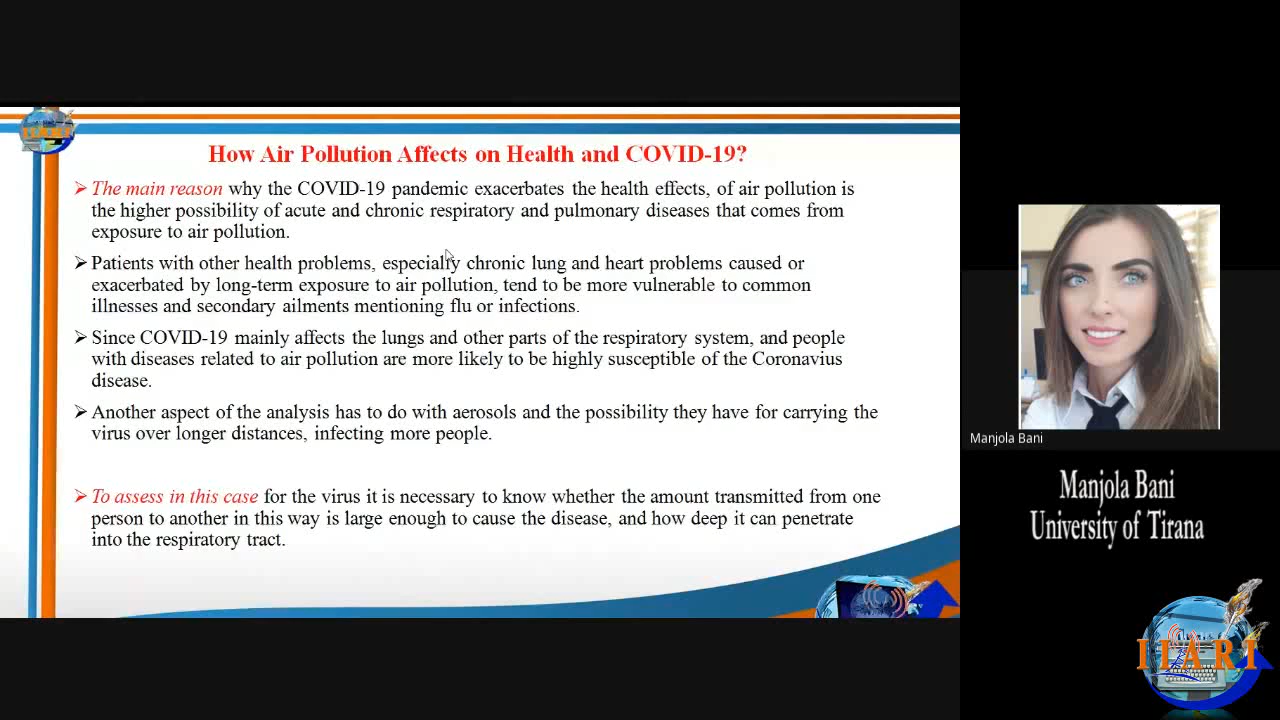 How Air Pollution Affects on Health and COVID-19?
➢ The main reason why the COVID-19 pandemic exacerbates the health effects, of air pollution is
the higher possibility of acute and chronic respiratory and pulmonary diseases that comes from
exposure to air pollution.
➢ Patients with other health problems, especially chronic lung and heart problems caused or
exacerbated by long-term exposure to air pollution, tend to be more vulnerable to common
illnesses and secondary ailments mentioning flu or infections.
➢ Since COVID-19 mainly affects the lungs and other parts of the respiratory system, and people
with diseases related to air pollution are more likely to be highly susceptible of the Coronavius
disease.
➢ Another aspect of the analysis has to do with aerosols and the possibility they have for carrying the
virus over longer distances, infecting more people.
➢ To assess in this case for the virus it is necessary to know whether the amount transmitted from one
person to another in this way is large enough to cause the disease, and how deep it can penetrate
into the respiratory tract.
Manjola Bani
Manjola Bani
University of Tirana
IIARI